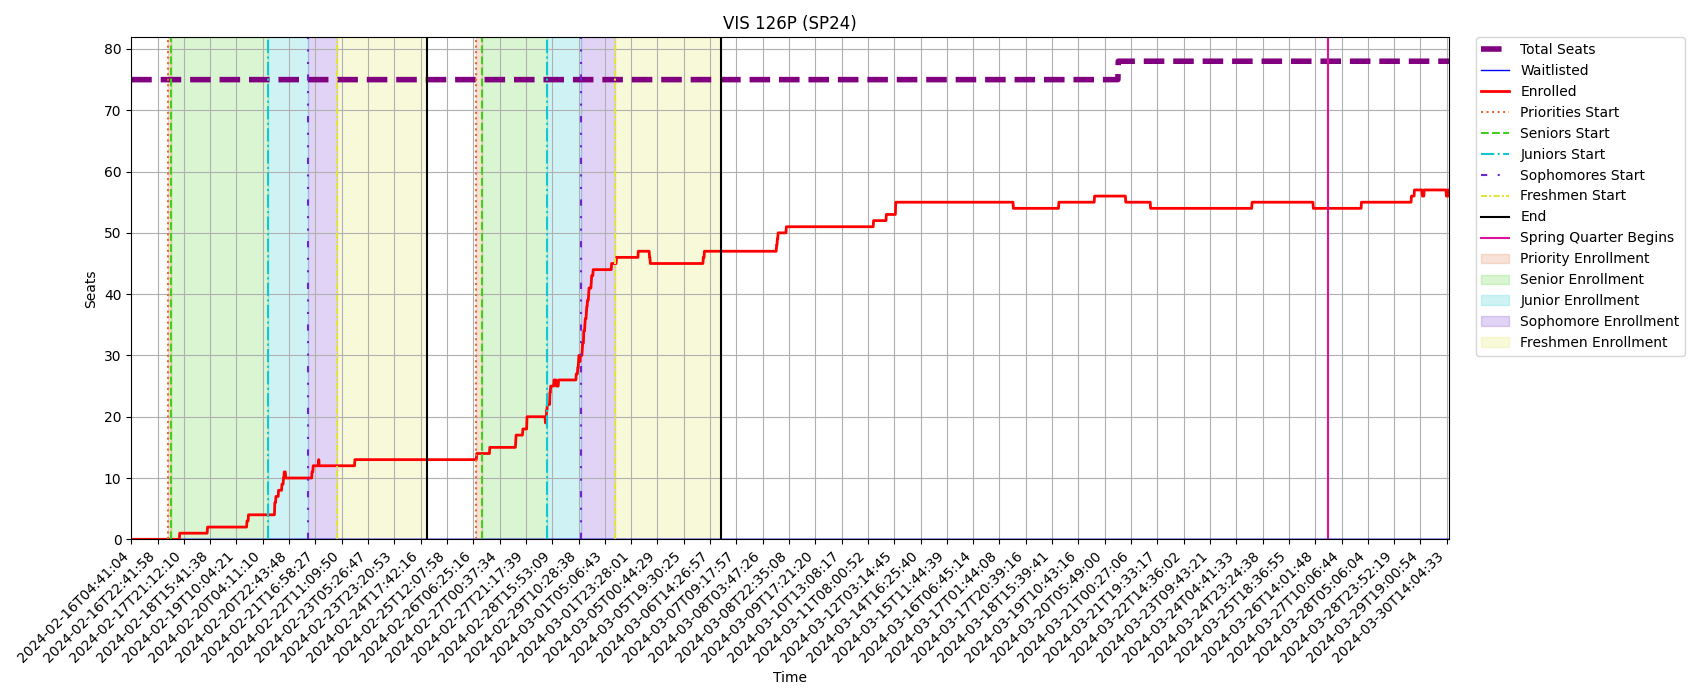 VIS 126P (SP24)
80
70
60
50
40
30
20
10
0
Seats
2024-02-16T04:41:04
2024-02-16T22:41:58
2024-02-17T21:12:10
2024-02-18T15:41:38
2024-02-19T10:04:21
2024-02-20T04:11:10
2024-02-20T22:43:48
2024-02-21T16:58:27
2024-02-22T11:09:50
2024-02-23T05:26:47
2024-02-23T23:20:53
2024-02-24T17:42:16
2024-02-25T12:07:58
2024-02-26T06:25:16
2024-02-27T00:37:34
2024-02-27T21:17:39
2024-02-28T15:53:09
2024-02-29T10:28:38
2024-03-01T05:06:43
2024-03-01T23:28:01
2024-03-05T00:44:29
2024-03-05T19:30:25
2024-03-06T14:26:57
2024-03-07T09:17:57
2024-03-08T03:47:26
2024-03-08T22:35:08
2024-03-09T17:21:20
2024-03-10T13:08:17
2024-03-11T08:00:52
2024-03-12T03:14:45
2024-03-14T16:25:40
2024-03-15T11:44:39
2024-03-16T06:45:14
2024-03-17T01:44:08
2024-03-17T20:39:16
2024-03-18T15:39:41
2024-03-19T10:43:16
2024-03-20T05:49:00
2024-03-21T00:27:06
2024-03-21T19:33:17
2024-03-22T14:36:02
2024-03-23T09:43:21
2024-03-24T04:41:33
2024-03-24T23:24:38
2024-03-25T18:36:55
2024-03-26T14:01:48
2024-03-27T10:06:44
2024-03-28T05:06:04
2024-03-28T23:52:19
2024-03-29T19:00:54
2024-03-30T14:04:33
Time
Total Seats
Waitlisted
Enrolled
Priorities Start
Seniors Start
Juniors Start
Sophomores Start
Freshmen Start
End
Spring Quarter Begins
Priority Enrollment
Senior Enrollment
Junior Enrollment
Sophomore Enrollment
Freshmen Enrollment